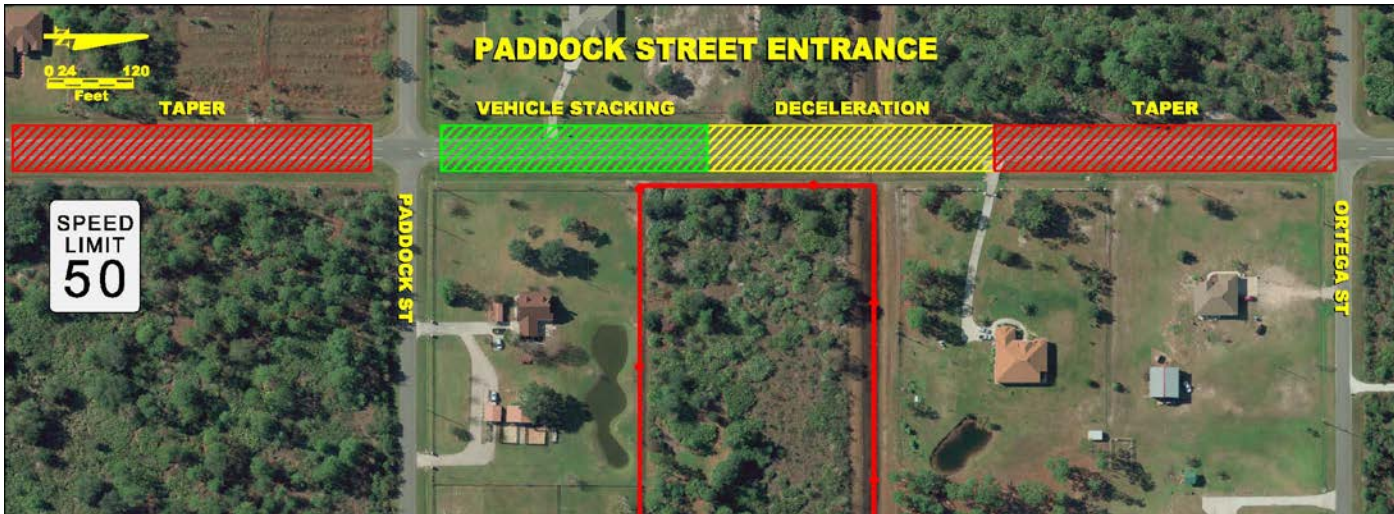 PADDOCK STREET ENTRANCE
N
0 24 120
Feet
TAPER
VEHICLE STACKING
DECELERATION
TAPER
SPEED
LIMIT
50
PADDOCK ST
ORTEGA ST